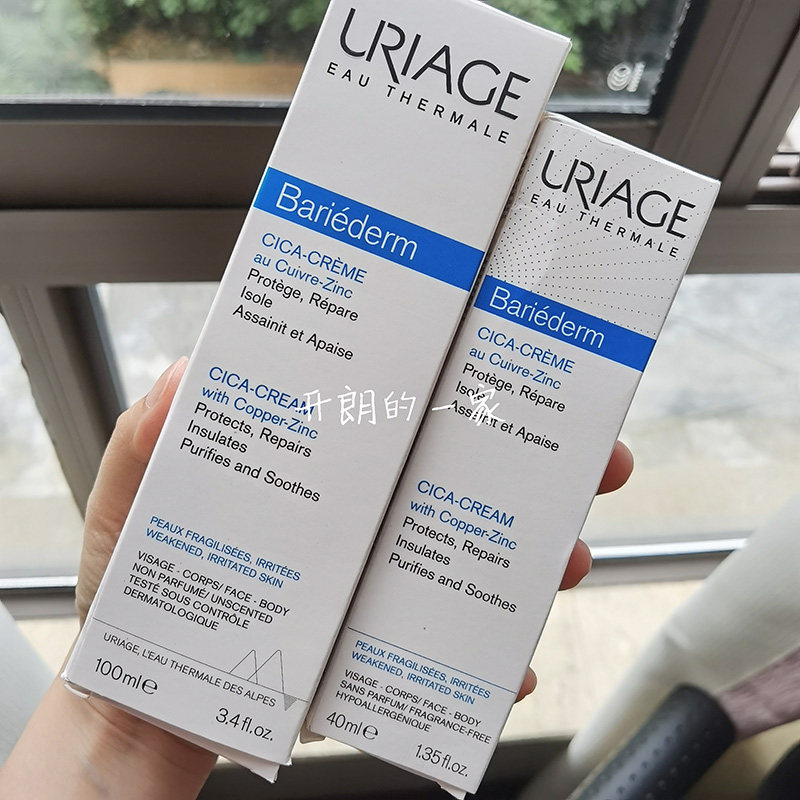 URIAGE
EAU THERMALE
Bariéderm
CICA-CRÈME
au Cuivre-Zinc
Protège, Répare
Isole
Assainit et Apaise
CICA-CREAM
with Copper-Zinc
Protects, Repairs
Insulates
Purifies and Soothes
PEAUX FRAGILISÉES, IRRITÉES
WEAKENED, IRRITATED SKIN
VISAGE - CORPS/ FACE - BODY
NON PARFUMÉ/ UNSCENTED
TESTÉ SOUS CONTRÔLE
DERMATOLOGIQUE
URIAGE, L'EAU THERMALE DES ALPES
100ml℮
3.4 fl.oz.
URIAGE
EAU THERMALE
Bariéderm
CICA-CRÈME
au Cuivre-Zinc
Protège, Répare
Isole
Assainit et Apaise
CICA-CREAM
with Copper-Zinc
Protects, Repairs
Insulates
Purifies and Soothes
PEAUX FRAGILISÉES, IRRITÉES
WEAKENED, IRRITATED SKIN
VISAGE - CORPS/ FACE - BODY
SANS PARFUM/ FRAGRANCE-FREE
HYPOALLERGÉNIQUE
40ml℮
1.35fl.oz.
开朗的一家